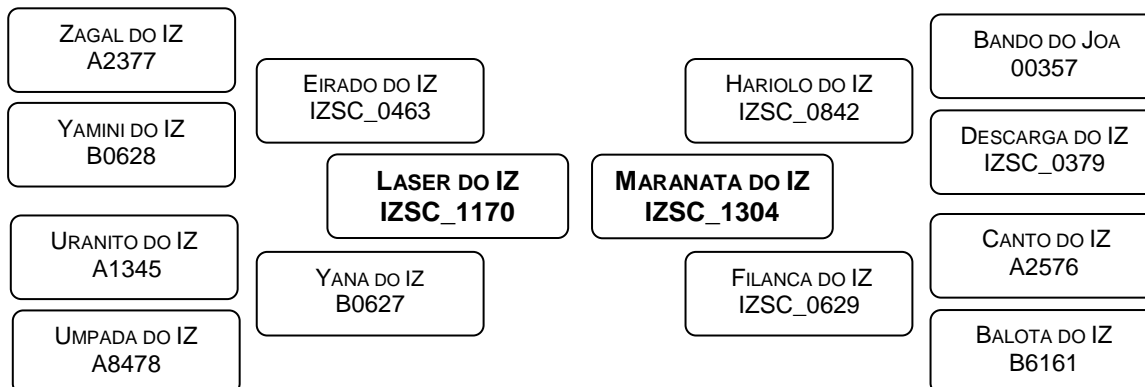 Zagal do IZ
A2377
Yamini do IZ
B0628
Uranito do IZ
A1345
Umpada do IZ
A8478
Eirado do IZ
IZSC_0463
Yana do IZ
B0627
Laser do IZ
IZSC_1170
Maranata do IZ
IZSC_1304
Hariolo do IZ
IZSC_0842
Filanca do IZ
IZSC_0629
Bando do Joa
00357
Descarga do IZ
IZSC_0379
Canto do IZ
A2576
Balota do IZ
B6161